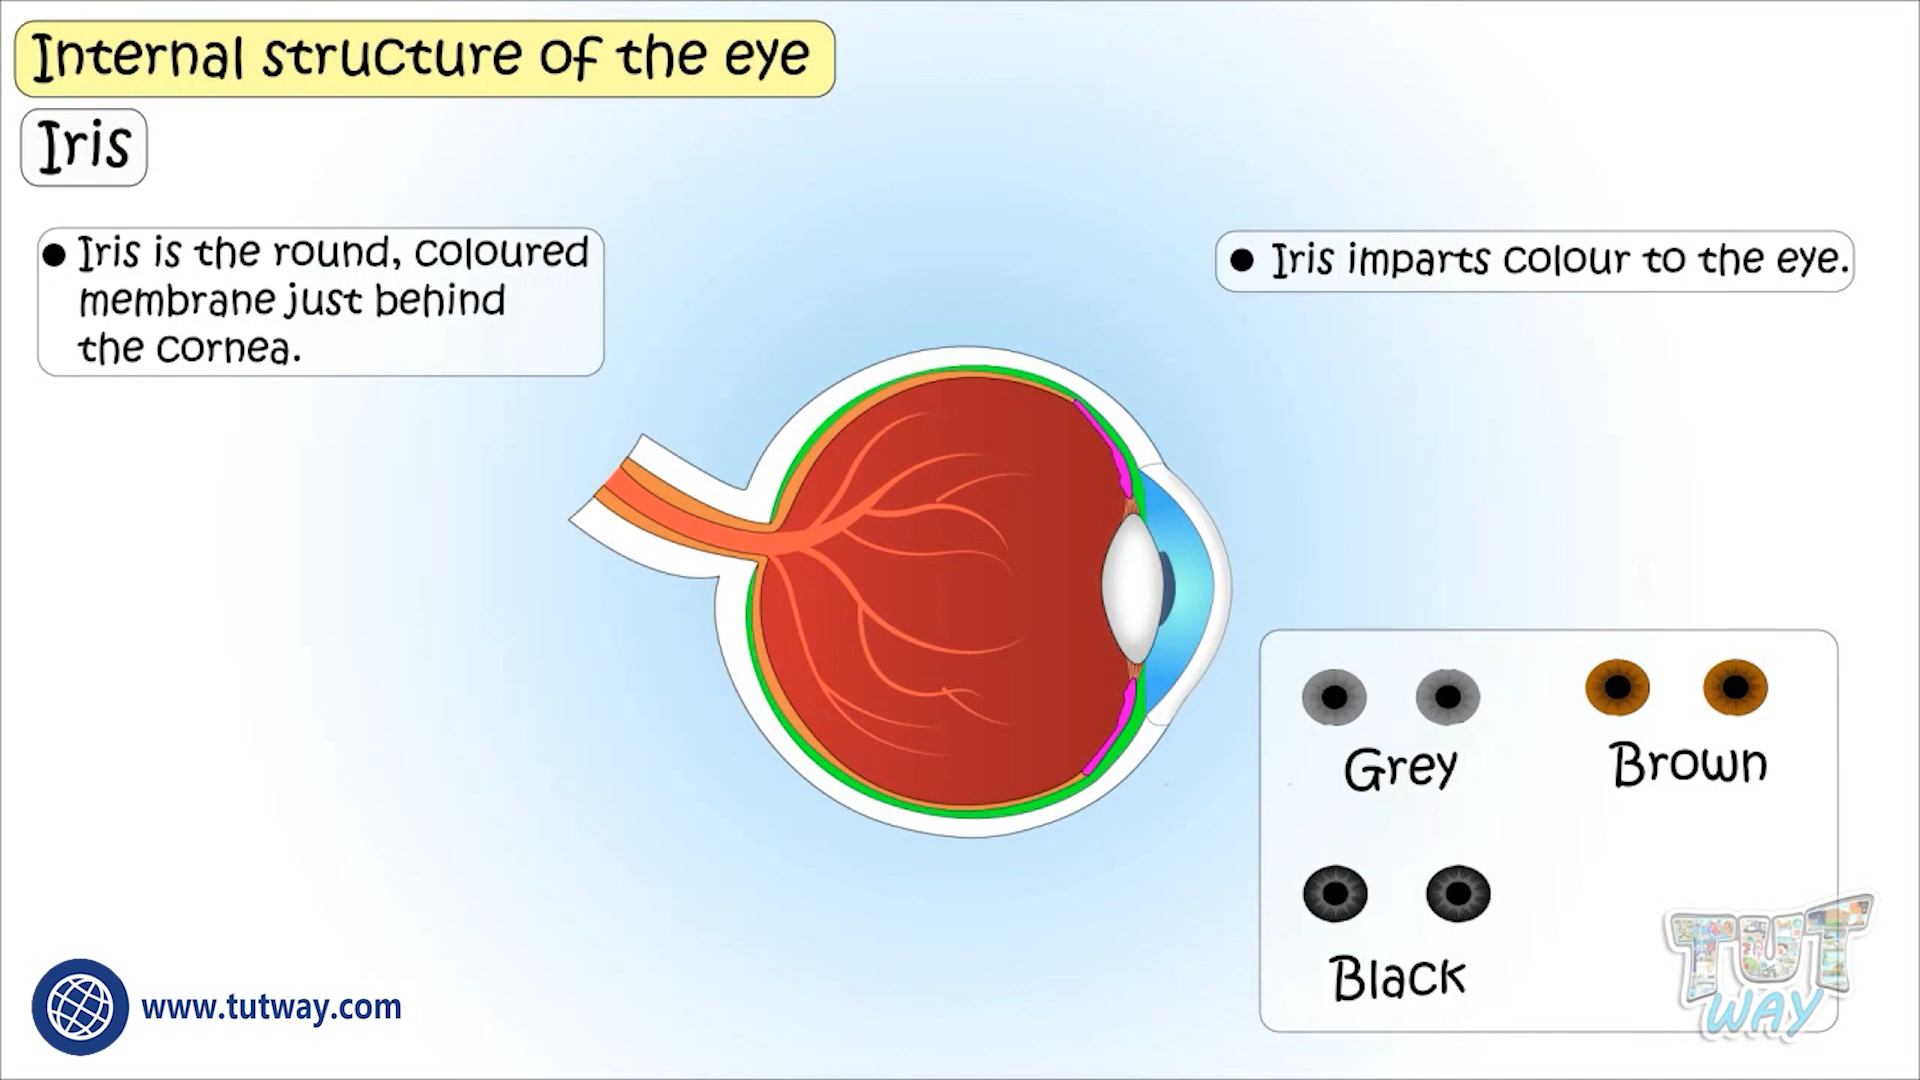 Internal structure of the eye
Iris
● Iris is the round, coloured
membrane just behind
the cornea.
● Iris imparts colour to the eye.
Grey
Brown
Black
TUT
WAY
www.tutway.com